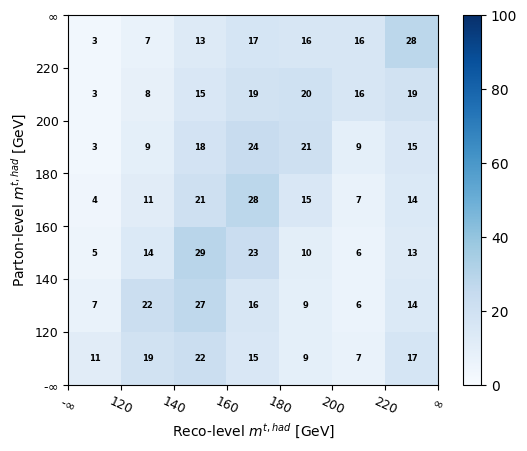 ∞ 3 7 13 17 16 16 28 100
220 3 8 15 19 20 16 19 80
200 3 9 18 24 21 9 15
180 4 11 21 28 15 7 14 60
160 5 14 29 23 10 6 13 40
140 7 22 27 16 9 6 14 20
120 11 19 22 15 9 7 17
-∞ 0
-∞ 120 140 160 180 200 220 ∞
Parton-level m^{t,had} [GeV]
Reco-level m^{t,had} [GeV]